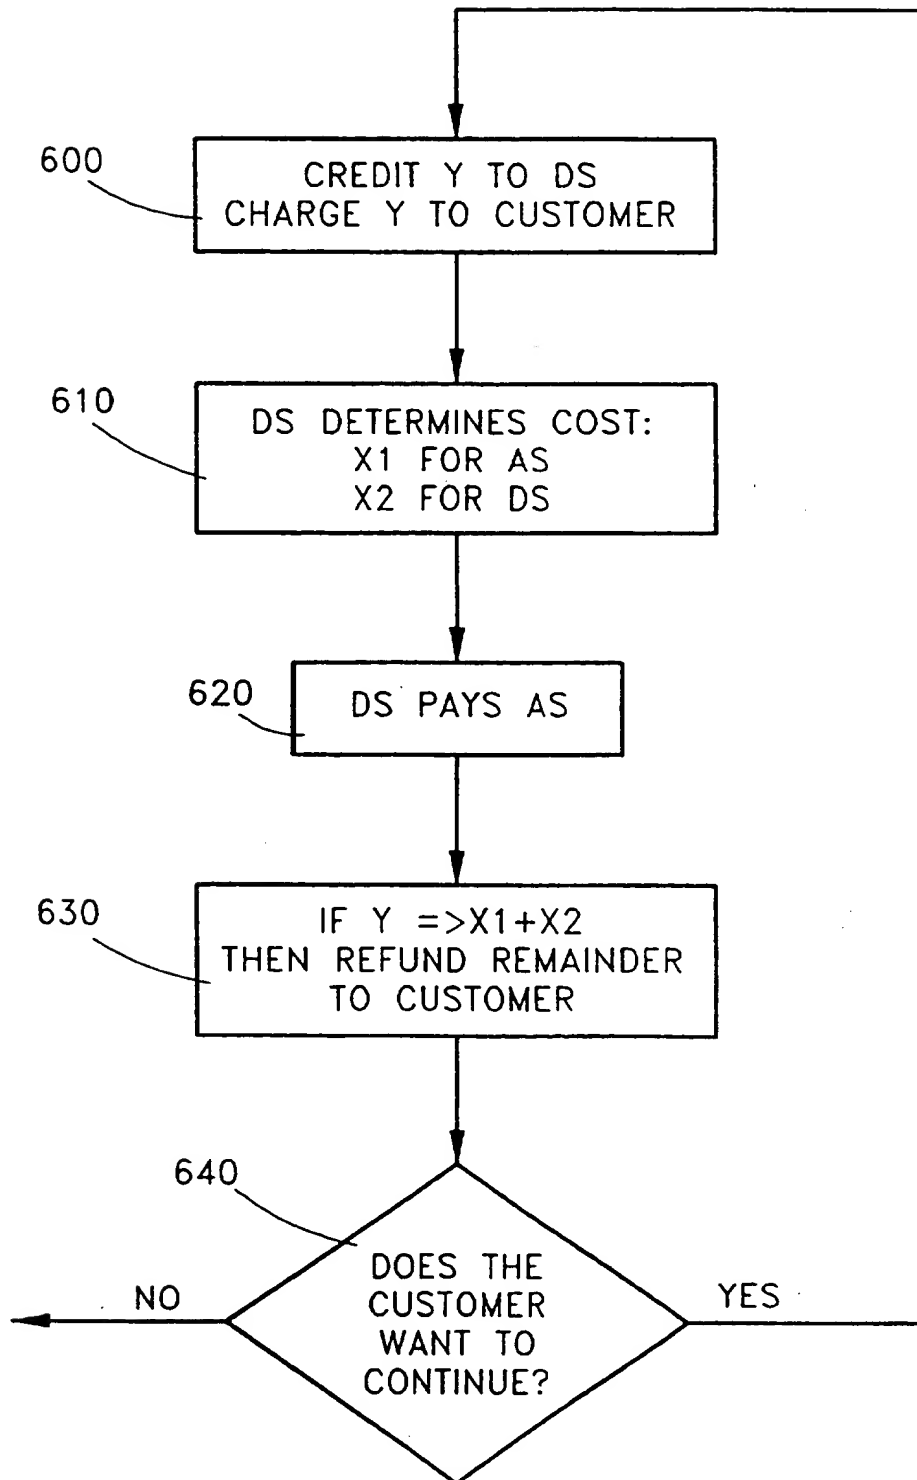 600
CREDIT Y TO DS
CHARGE Y TO CUSTOMER
610
DS DETERMINES COST:
X1 FOR AS
X2 FOR DS
620
DS PAYS AS
630
IF Y =>X1+X2
THEN REFUND REMAINDER
TO CUSTOMER
640
DOES THE
CUSTOMER
WANT TO
CONTINUE?
NO
YES